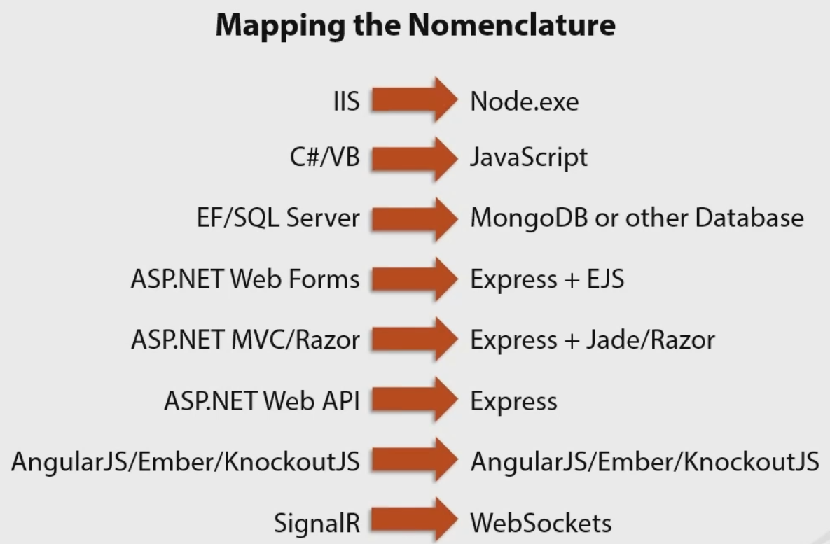 Mapping the Nomenclature
IIS Node.exe
C#/VB JavaScript
EF/SQL Server MongoDB or other Database
ASP.NET Web Forms Express + EJS
ASP.NET MVC/Razor Express + Jade/Razor
ASP.NET Web API Express
AngularJS/Ember/KnockoutJS AngularJS/Ember/KnockoutJS
SignalR WebSockets